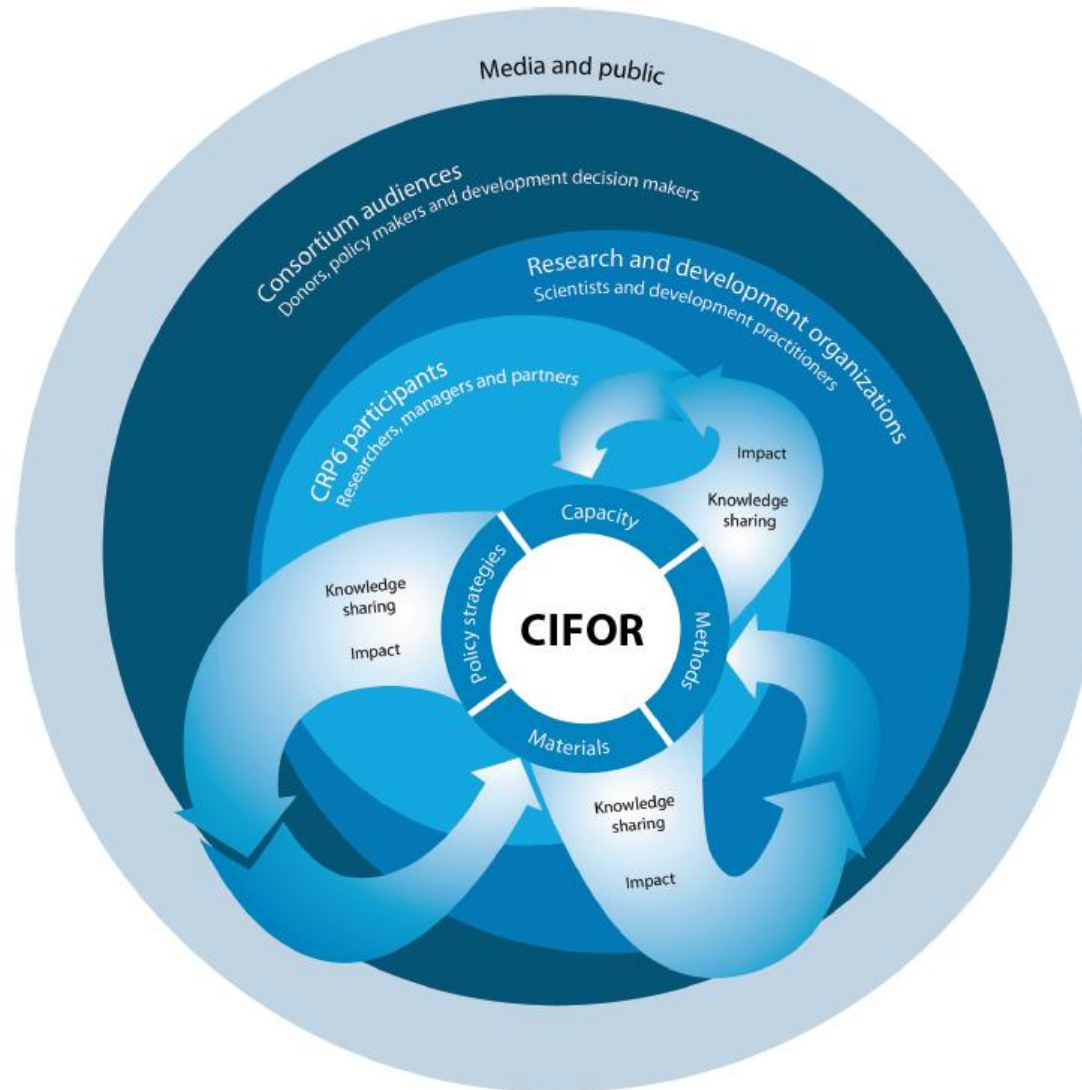 Media and public
Consortium audiences
Donors, policy makers and development decision makers
Research and development organizations
Scientists and development practitioners
CRP6 participants
Researchers, managers and partners
Impact
Knowledge
sharing
Capacity
Policy strategies
CIFOR
Methods
Materials
Knowledge
sharing
Impact
Knowledge
sharing
Impact